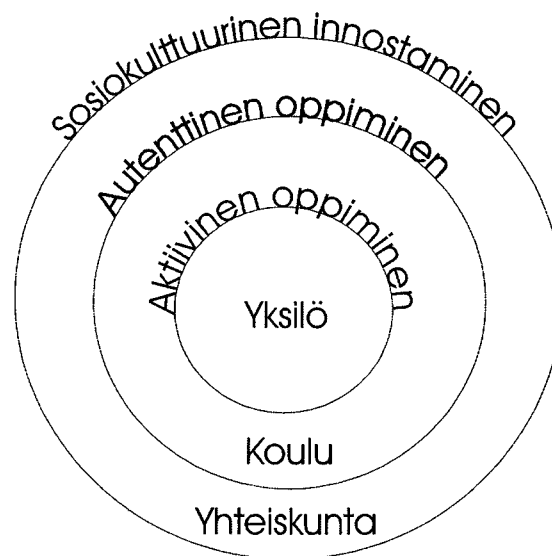 Sosiokulttuurinen innostaminen
Autenttinen oppiminen
Aktiivinen oppiminen
Yksilö
Koulu
Yhteiskunta